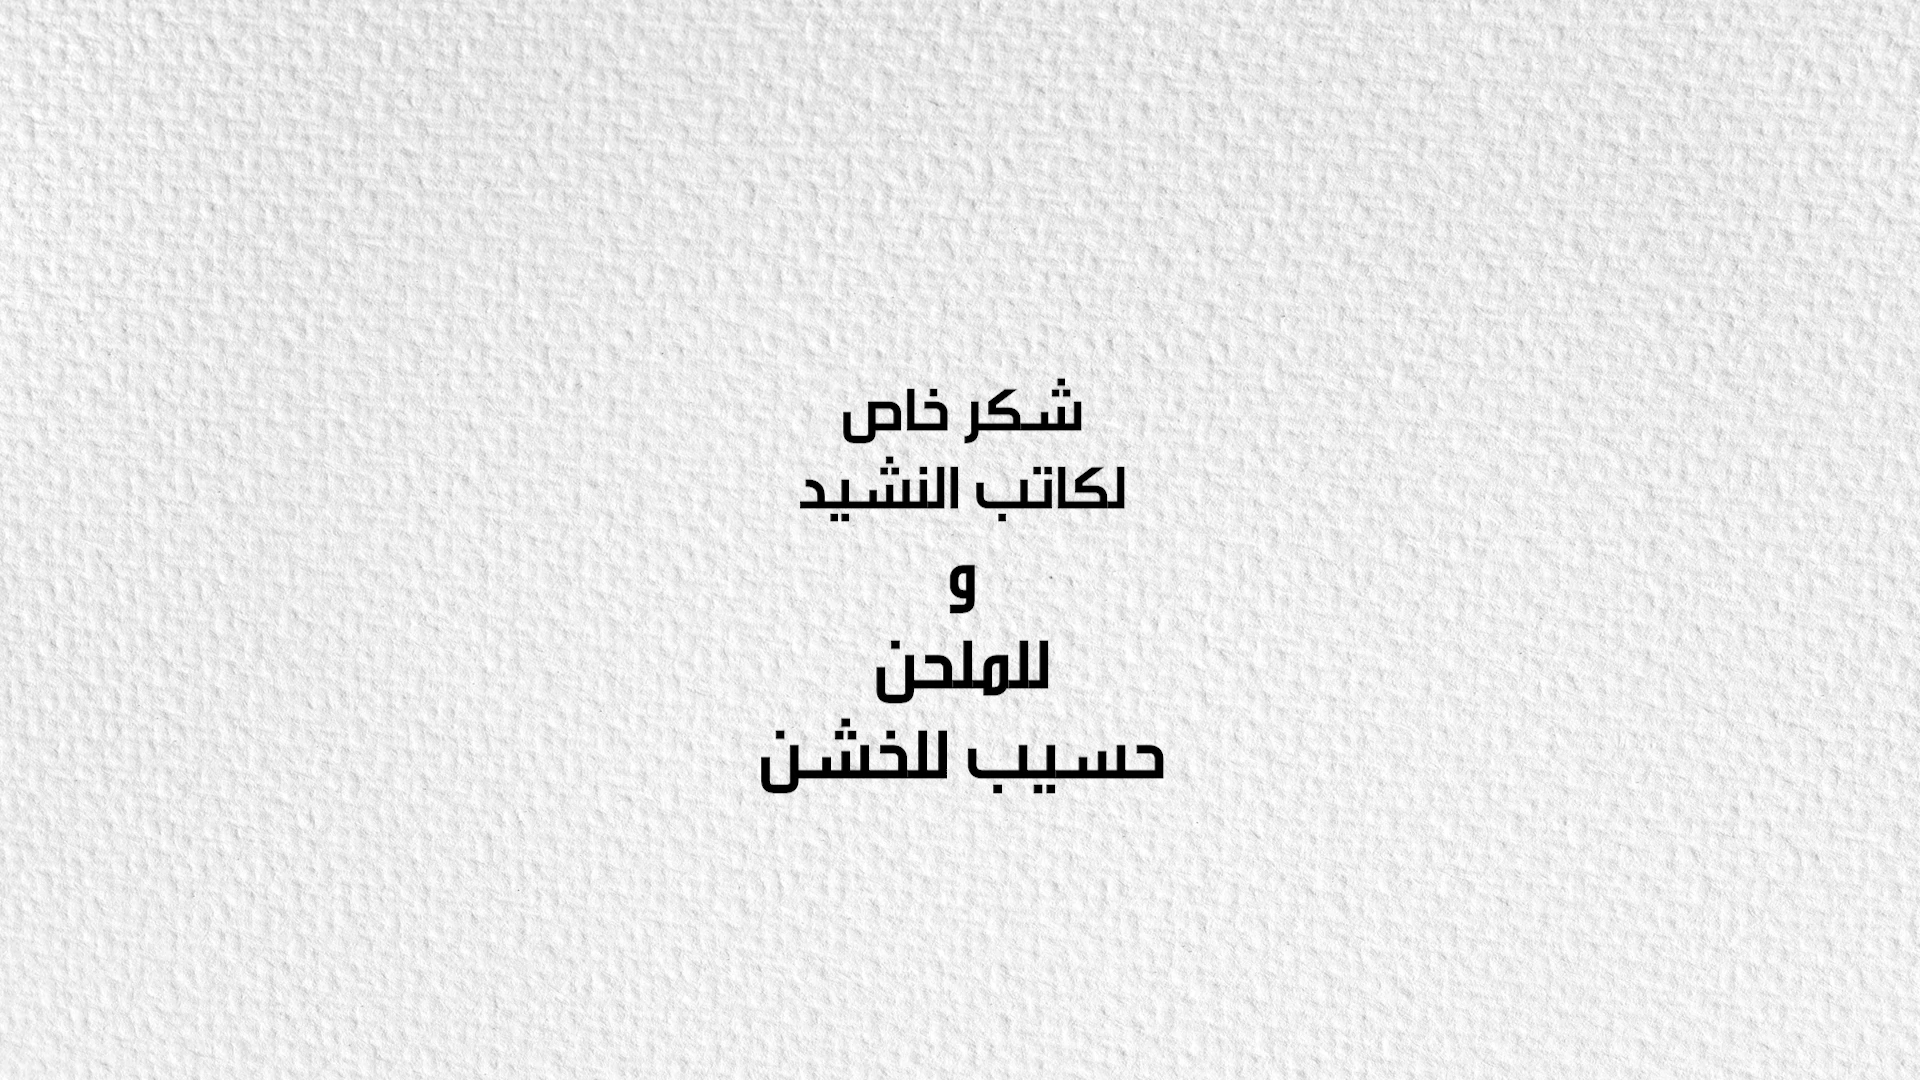 شكر خاص
لكاتب النشيد
و
للملحن
حسيب للخشن